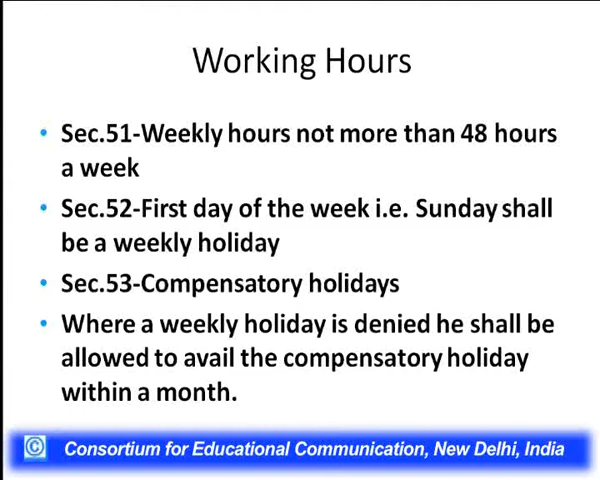 Working Hours
• Sec.51-Weekly hours not more than 48 hours
a week
• Sec.52-First day of the week i.e. Sunday shall
be a weekly holiday
• Sec.53-Compensatory holidays
• Where a weekly holiday is denied he shall be
allowed to avail the compensatory holiday
within a month.
© Consortium for Educational Communication, New Delhi, India